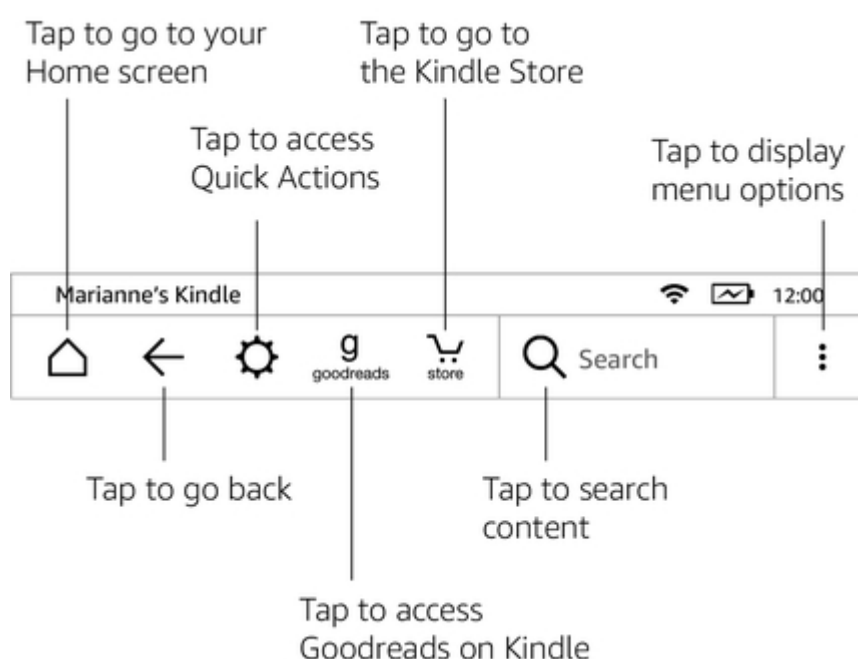 Tap to go to your
Home screen
Tap to go to
the Kindle Store
Tap to access
Quick Actions
Tap to display
menu options
Marianne's Kindle
12:00
g
goodreads
store
Search
Tap to go back
Tap to search
content
Tap to access
Goodreads on Kindle